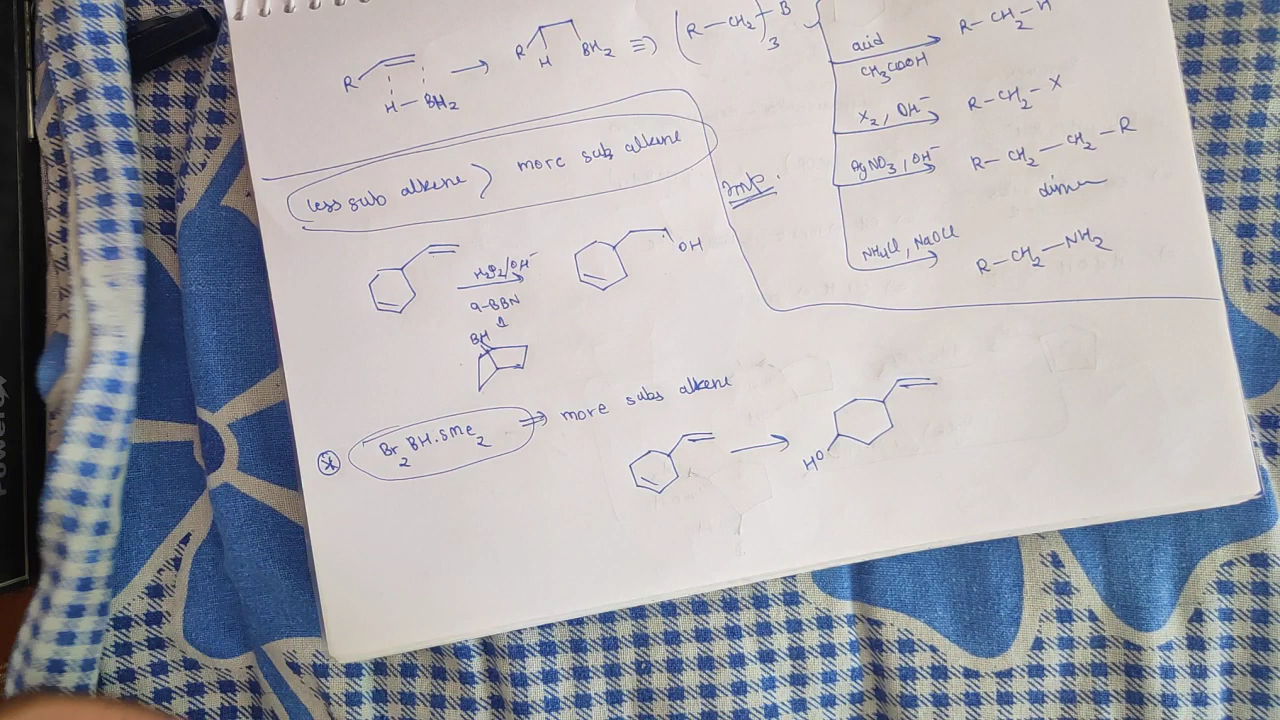 R → R H BH₂ ≡) (R-CH₂)₃-B
H-BH₂
acid
CH₃COOH
R-CH₂-H
X₂, OH⁻
R-CH₂-X
AgNO₃, OH⁻
R-CH₂-CH₂-R
dimer
NH₄Cl, NaOCl
R-CH₂-NH₂
Imp.
less sub alkene > more sub alkene
H₂O₂/OH⁻
9-BBN
OH
BH
Br₂BH.SMe₂ ⇒ more subs alkene
→
HO
Power